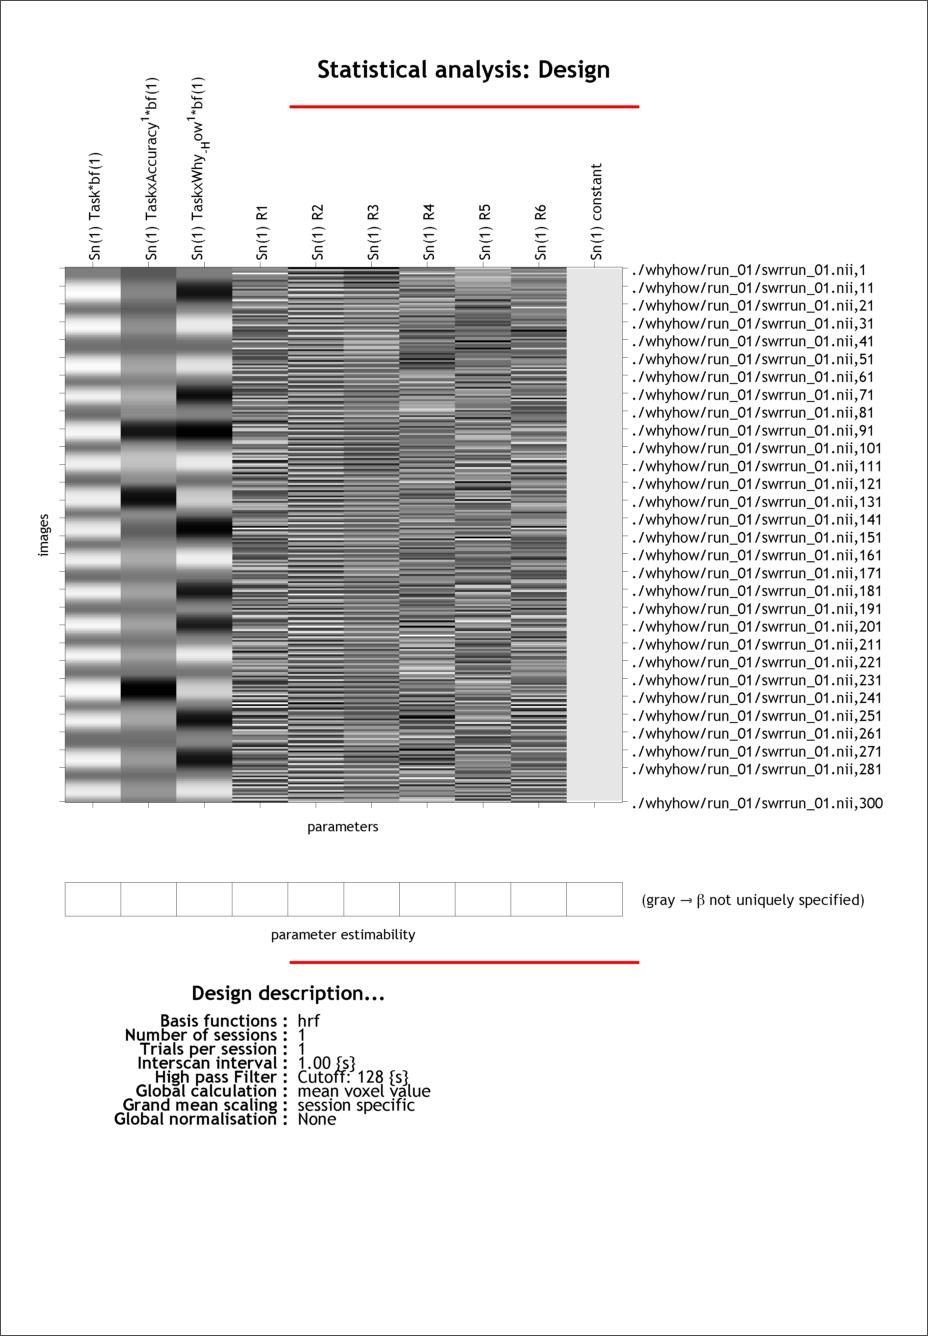 Statistical analysis: Design
Sn(1) Task*bf(1)
Sn(1) TaskxAccuracy^1*bf(1)
Sn(1) TaskxWhy_-How^1*bf(1)
Sn(1) R1
Sn(1) R2
Sn(1) R3
Sn(1) R4
Sn(1) R5
Sn(1) R6
Sn(1) constant
images
./whyhow/run_01/swrrun_01.nii,1
./whyhow/run_01/swrrun_01.nii,11
./whyhow/run_01/swrrun_01.nii,21
./whyhow/run_01/swrrun_01.nii,31
./whyhow/run_01/swrrun_01.nii,41
./whyhow/run_01/swrrun_01.nii,51
./whyhow/run_01/swrrun_01.nii,61
./whyhow/run_01/swrrun_01.nii,71
./whyhow/run_01/swrrun_01.nii,81
./whyhow/run_01/swrrun_01.nii,91
./whyhow/run_01/swrrun_01.nii,101
./whyhow/run_01/swrrun_01.nii,111
./whyhow/run_01/swrrun_01.nii,121
./whyhow/run_01/swrrun_01.nii,131
./whyhow/run_01/swrrun_01.nii,141
./whyhow/run_01/swrrun_01.nii,151
./whyhow/run_01/swrrun_01.nii,161
./whyhow/run_01/swrrun_01.nii,171
./whyhow/run_01/swrrun_01.nii,181
./whyhow/run_01/swrrun_01.nii,191
./whyhow/run_01/swrrun_01.nii,201
./whyhow/run_01/swrrun_01.nii,211
./whyhow/run_01/swrrun_01.nii,221
./whyhow/run_01/swrrun_01.nii,231
./whyhow/run_01/swrrun_01.nii,241
./whyhow/run_01/swrrun_01.nii,251
./whyhow/run_01/swrrun_01.nii,261
./whyhow/run_01/swrrun_01.nii,271
./whyhow/run_01/swrrun_01.nii,281
./whyhow/run_01/swrrun_01.nii,300
parameters
(gray → β not uniquely specified)
parameter estimability
Design description...
Basis functions : hrf
Number of sessions : 1
Trials per session : 1
Interscan interval : 1.00 {s}
High pass Filter : Cutoff: 128 {s}
Global calculation : mean voxel value
Grand mean scaling : session specific
Global normalisation : None